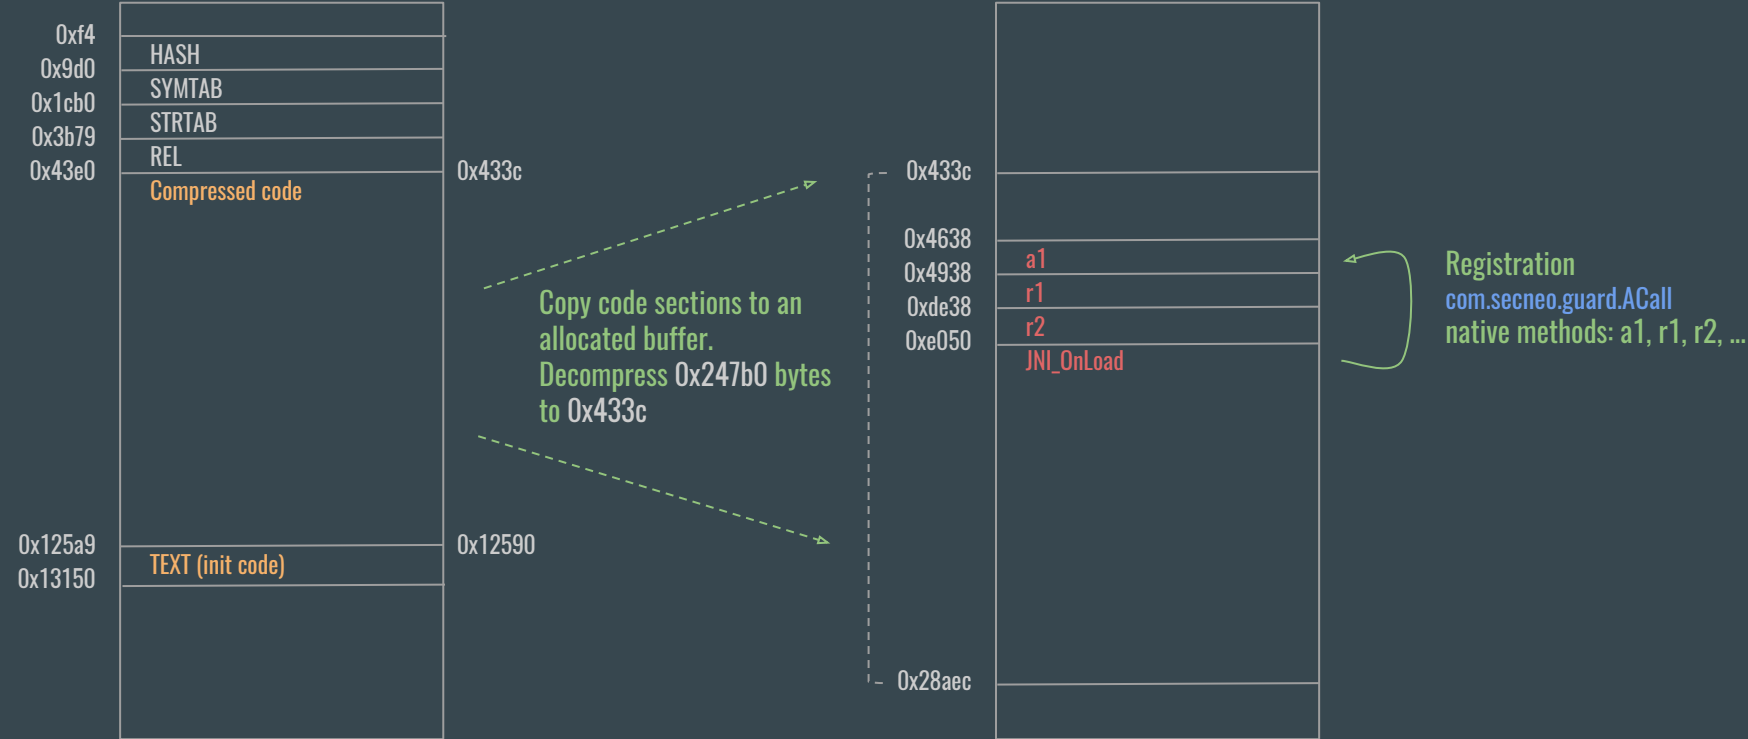 0xf4
HASH
0x9d0
SYMTAB
0x1cb0
STRTAB
0x3b79
REL
0x43e0
0x433c
Compressed code
0x125a9
0x12590
TEXT (init code)
0x13150
Copy code sections to an
allocated buffer.
Decompress 0x247b0 bytes
to 0x433c
0x433c
0x4638
a1
0x4938
r1
0xde38
r2
0xe050
JNI_OnLoad
0x28aec
Registration
com.secneo.guard.ACall
native methods: a1, r1, r2, ...